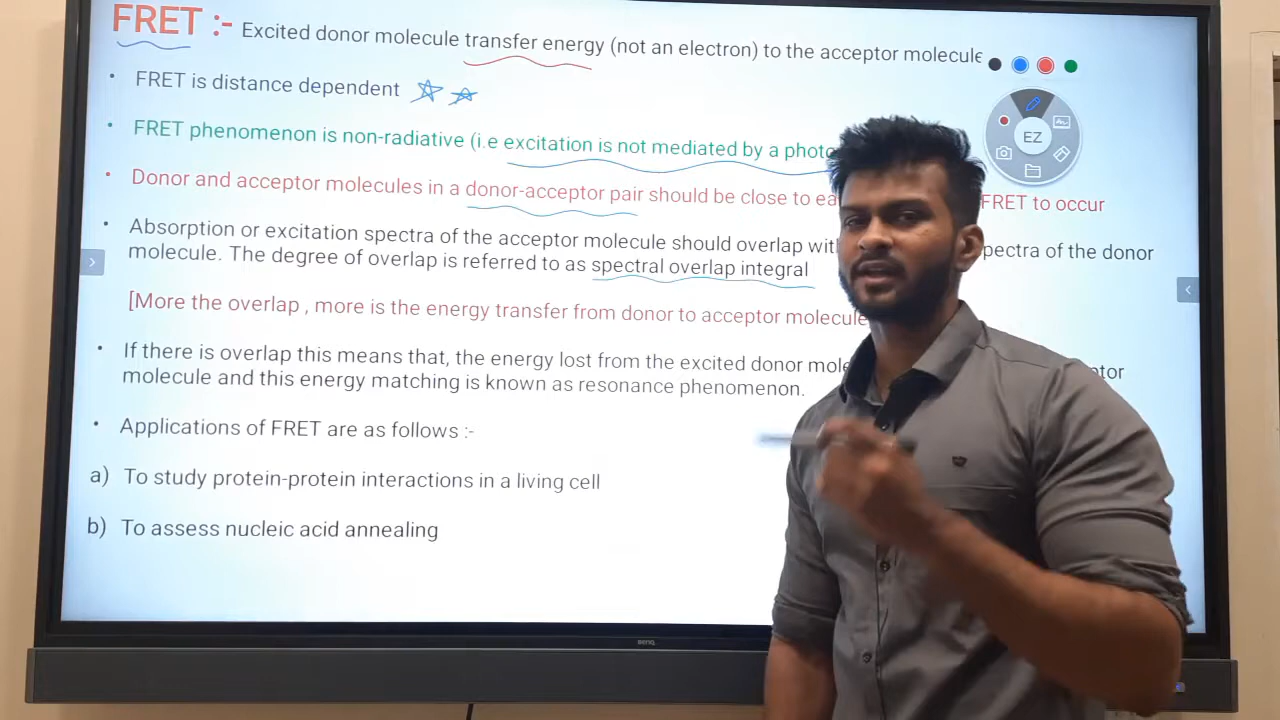 FRET :- Excited donor molecule transfer energy (not an electron) to the acceptor molecule
• FRET is distance dependent
• FRET phenomenon is non-radiative (i.e excitation is not mediated by a
EZ
• Donor and acceptor molecules in a donor-acceptor pair should be close to FRET to occur
• Absorption or excitation spectra of the acceptor molecule should overlap of the donor
molecule. The degree of overlap is referred to as spectral overlap integral
[More the overlap , more is the energy transfer from donor to acceptor molecule
• If there is overlap this means that, the energy lost from the excited donor
molecule and this energy matching is known as resonance phenomenon.
• Applications of FRET are as follows :-
a) To study protein-protein interactions in a living cell
b) To assess nucleic acid annealing
BenQ